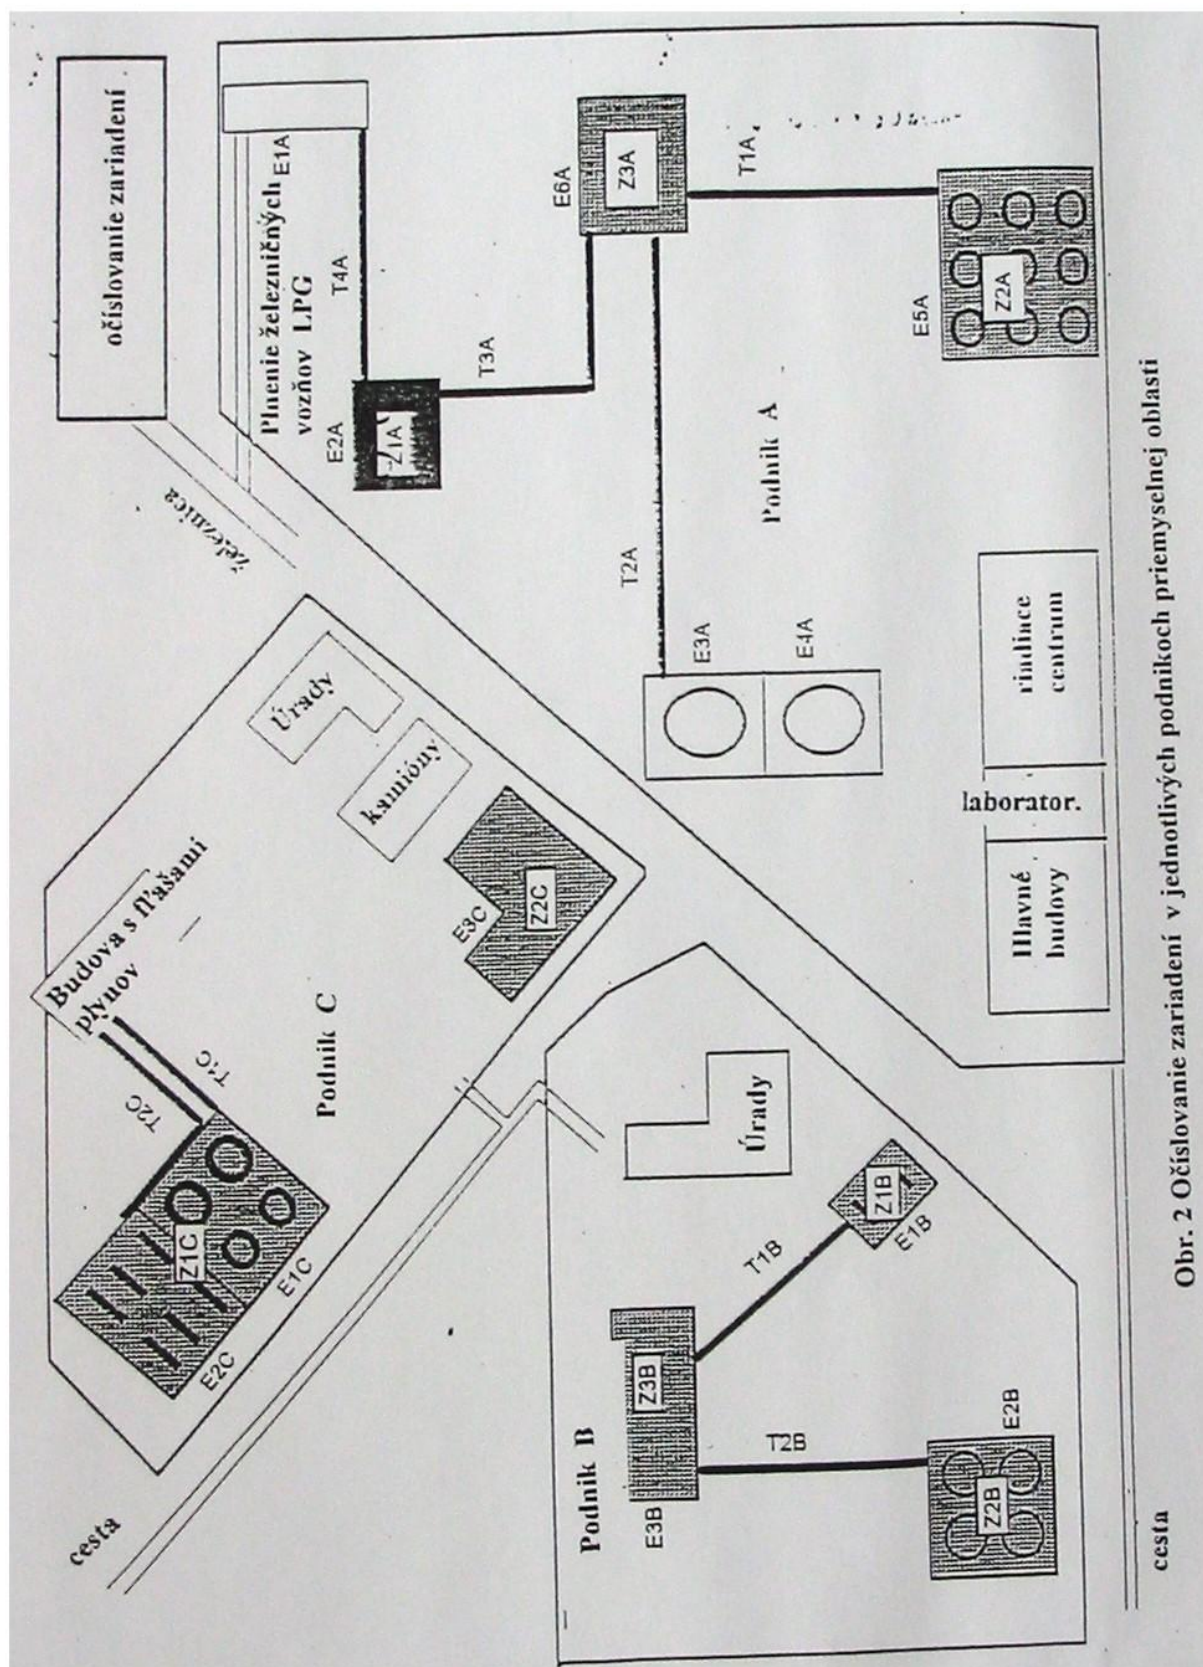 očíslovanie zariadení
železnica
Plnenie železničných
vozňov LPG
E1A
T4A
E2A
Z1A
T3A
E6A
Z3A
T1A
E5A
Z2A
T2A
E3A
E4A
Podnik A
riadiace
centrum
laborator.
Hlavné
budovy
Úrady
kamióny
Budova s fľašami
plynov
T1C
T2C
Podnik C
E3C
Z2C
Z1C
E1C
E2C
cesta
Úrady
Z1B
E1B
T1B
Podnik B
Z3B
E3B
T2B
E2B
Z2B
cesta
Obr. 2 Očíslovanie zariadení v jednotlivých podnikoch priemyselnej oblasti